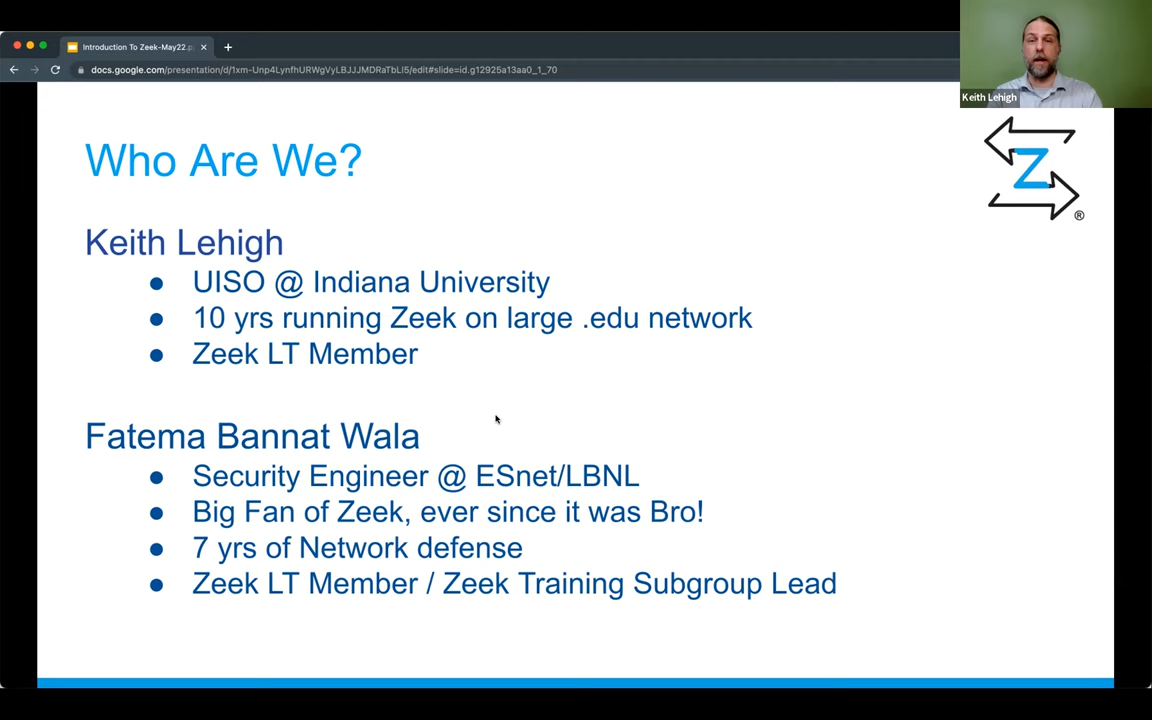 Introduction To Zeek-May22.p
docs.google.com/presentation/d/1xm-Unp4LynfhURWgVyLBJJJMDRaTbLI5/edit#slide=id.g12925a13aa0_1_70
Keith Lehigh
Who Are We?
Z
®
Keith Lehigh
● UISO @ Indiana University
● 10 yrs running Zeek on large .edu network
● Zeek LT Member
Fatema Bannat Wala
● Security Engineer @ ESnet/LBNL
● Big Fan of Zeek, ever since it was Bro!
● 7 yrs of Network defense
● Zeek LT Member / Zeek Training Subgroup Lead